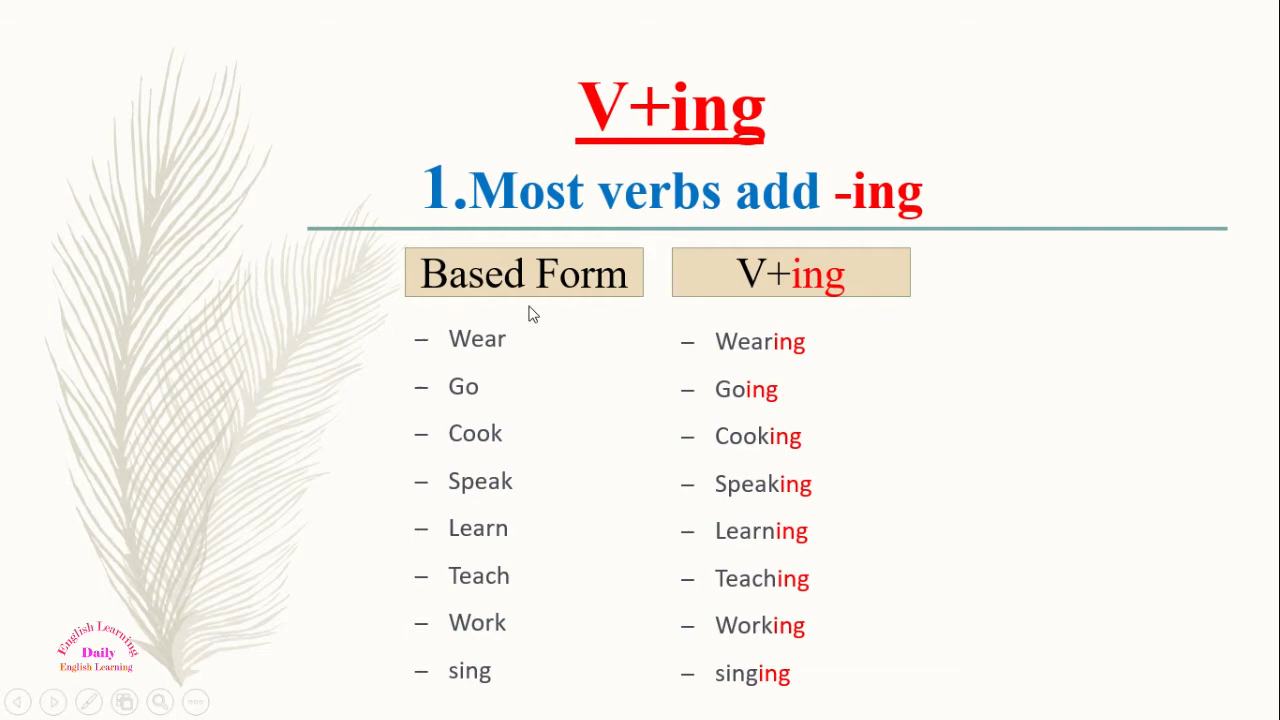 V+ing
1.Most verbs add -ing
Based Form
V+ing
– Wear
– Wearing
– Go
– Going
– Cook
– Cooking
– Speak
– Speaking
– Learn
– Learning
– Teach
– Teaching
– Work
– Working
– sing
– singing
English Learning
Daily
English Learning